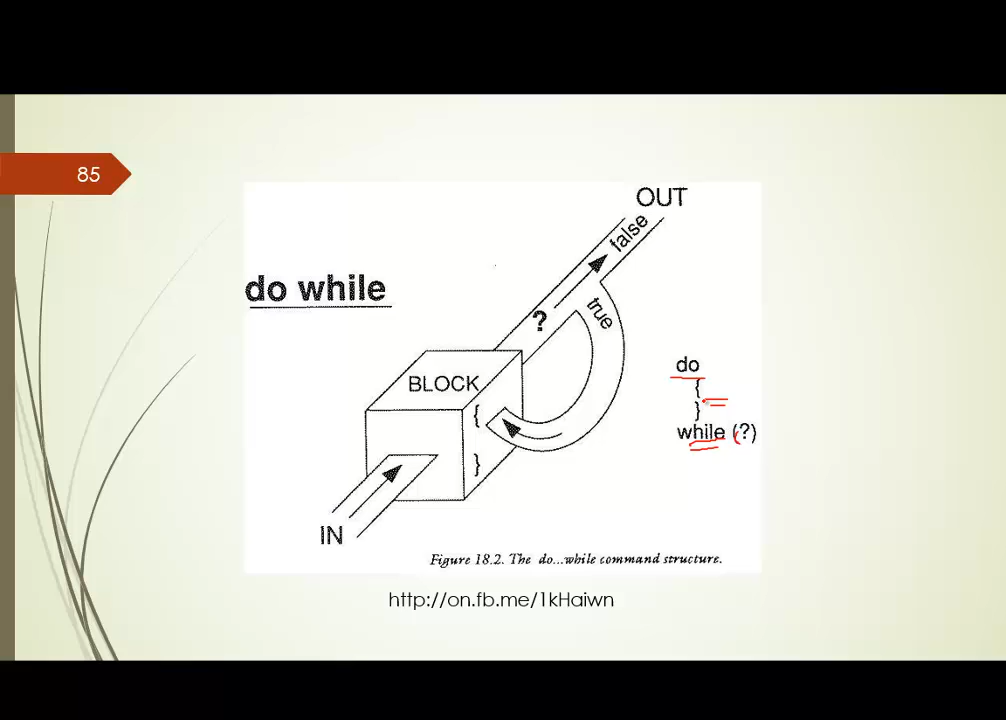 85
OUT
false
do while
true
?
do
BLOCK
{
{
}
while (?)
}
IN
Figure 18.2. The do...while command structure.
http://on.fb.me/1kHaiwn